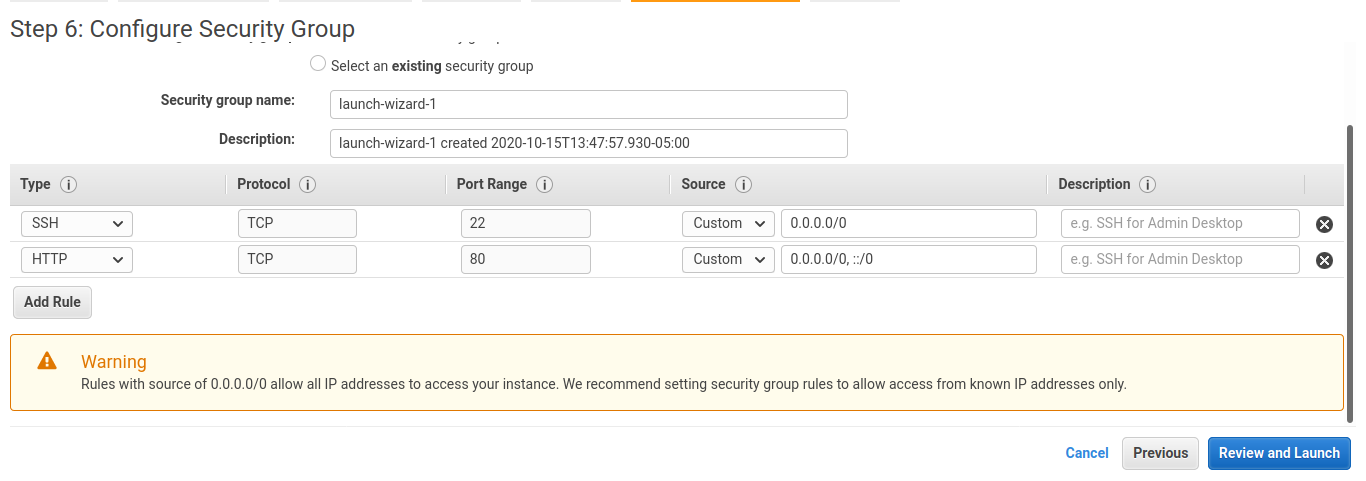 Step 6: Configure Security Group
Select an existing security group
Security group name:
launch-wizard-1
Description:
launch-wizard-1 created 2020-10-15T13:47:57.930-05:00
Type Protocol Port Range Source Description
SSH TCP 22 Custom 0.0.0.0/0 e.g. SSH for Admin Desktop
HTTP TCP 80 Custom 0.0.0.0/0, ::/0 e.g. SSH for Admin Desktop
Add Rule
Warning
Rules with source of 0.0.0.0/0 allow all IP addresses to access your instance. We recommend setting security group rules to allow access from known IP addresses only.
Cancel Previous Review and Launch